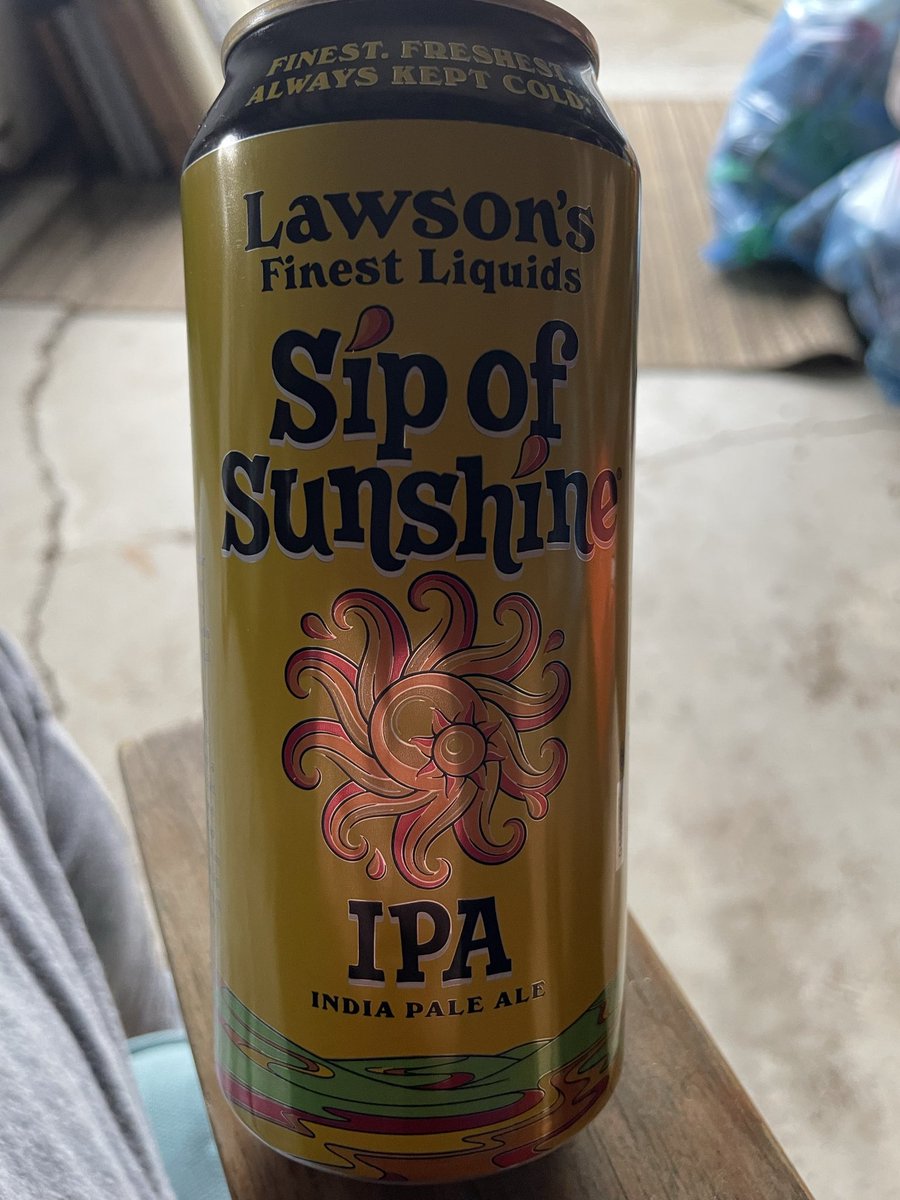 FINEST. FRESHEST.
ALWAYS KEPT COLD.
Lawson's
Finest Liquids
Sip of
Sunshine
IPA
INDIA PALE ALE